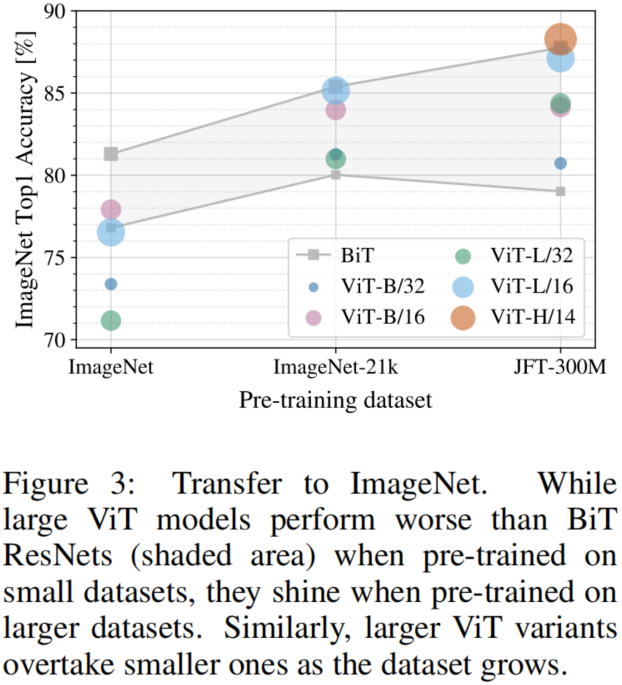 90
85
80
75
70
ImageNet Top1 Accuracy [%]
BiT
ViT-B/32
ViT-B/16
ViT-L/32
ViT-L/16
ViT-H/14
ImageNet
ImageNet-21k
JFT-300M
Pre-training dataset
Figure 3: Transfer to ImageNet. While
large ViT models perform worse than BiT
ResNets (shaded area) when pre-trained on
small datasets, they shine when pre-trained on
larger datasets. Similarly, larger ViT variants
overtake smaller ones as the dataset grows.